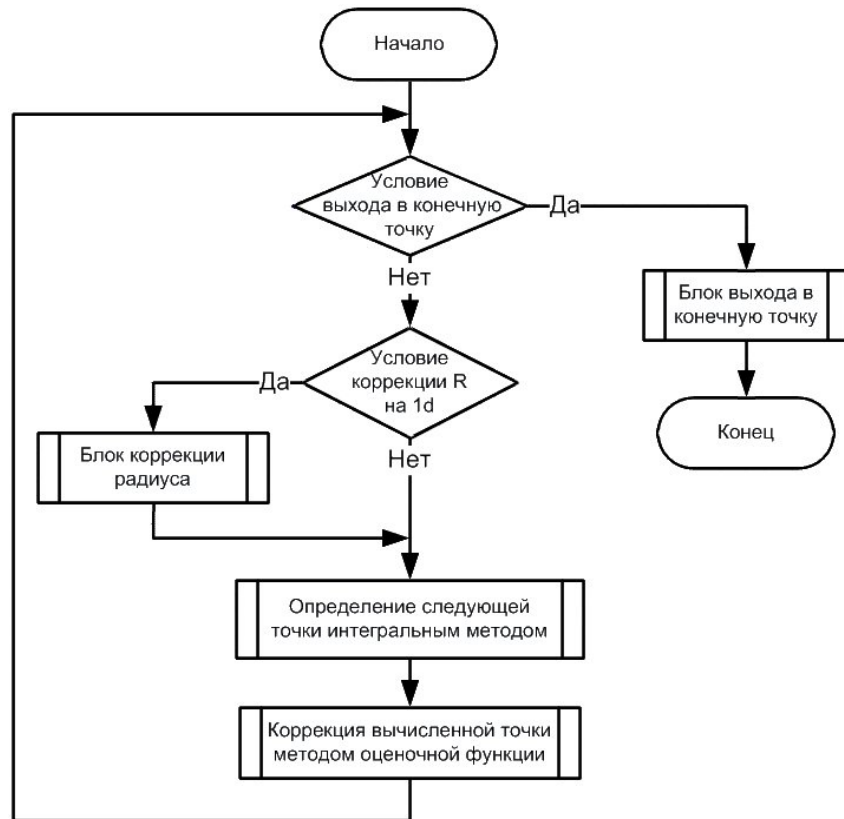 Начало
Условие
выхода в конечную
точку
Да
Нет
Блок выхода в
конечную точку
Условие
коррекции R
на 1d
Да
Конец
Блок коррекции
радиуса
Нет
Определение следующей
точки интегральным методом
Коррекция вычисленной точки
методом оценочной функции